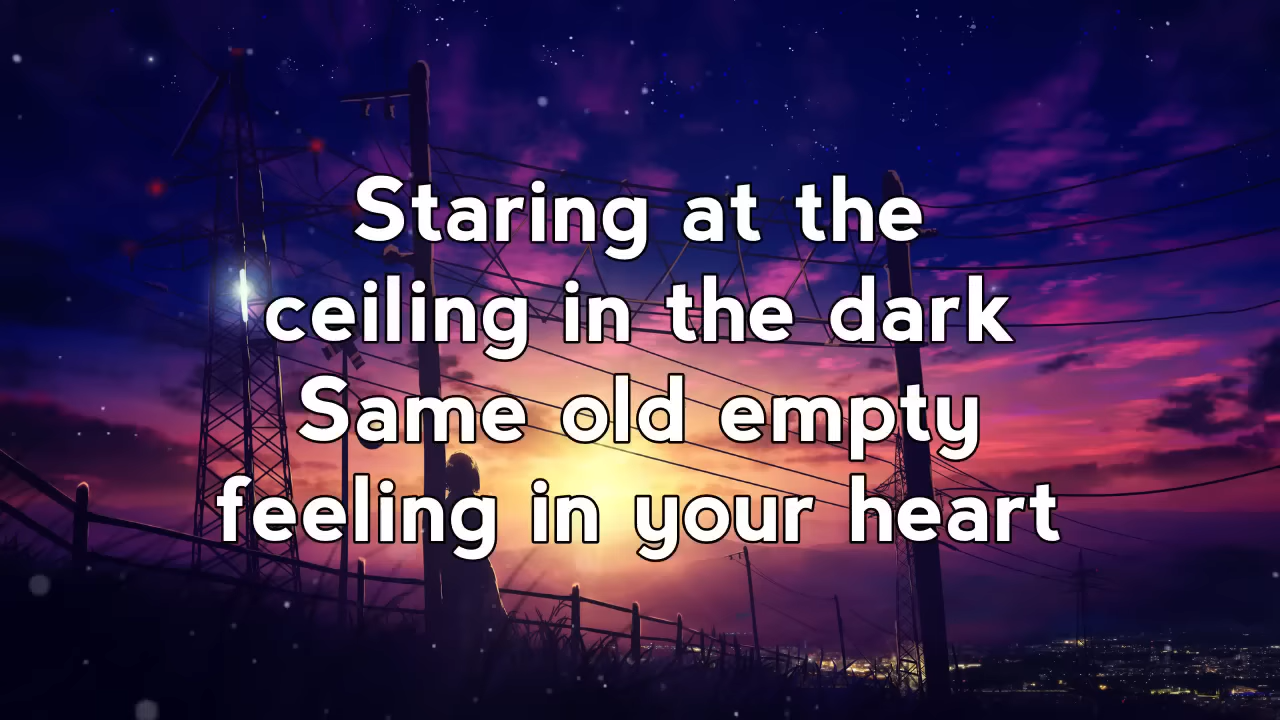 Staring at the
ceiling in the dark
Same old empty
feeling in your heart